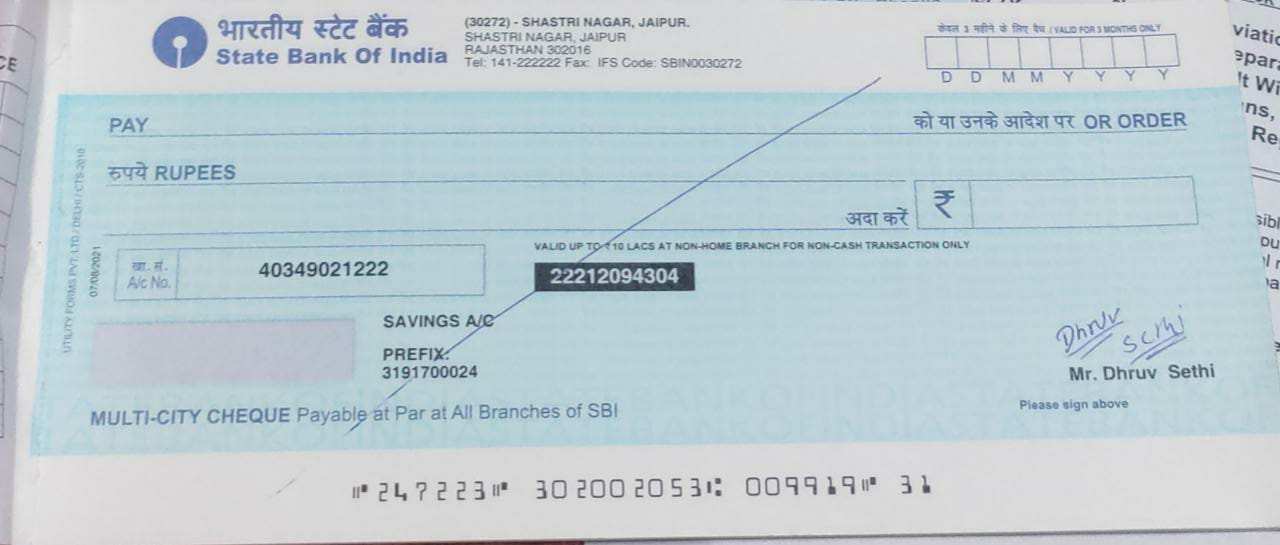 भारतीय स्टेट बैंक
State Bank Of India
(30272) - SHASTRI NAGAR, JAIPUR.
SHASTRI NAGAR, JAIPUR
RAJASTHAN 302016
Tel: 141-222222 Fax: IFS Code: SBIN0030272
केवल 3 महीने के लिए वैध / VALID FOR 3 MONTHS ONLY
D D M M Y Y Y Y
PAY
को या उनके आदेश पर OR ORDER
रुपये RUPEES
अदा करें ₹
VALID UP TO ₹10 LACS AT NON-HOME BRANCH FOR NON-CASH TRANSACTION ONLY
खा. सं.
A/c No.
40349021222
22212094304
SAVINGS A/C
PREFIX:
3191700024
Dhruv
Sethi
Mr. Dhruv Sethi
Please sign above
MULTI-CITY CHEQUE Payable at Par at All Branches of SBI
UTILITY FORMS PVT. LTD / DELHI / CTS-2010
07/08/2021
⑈247223⑈ 302002053⑆ 009919⑈ 31
CE
viatic
epara
t Wi
ns,
Re